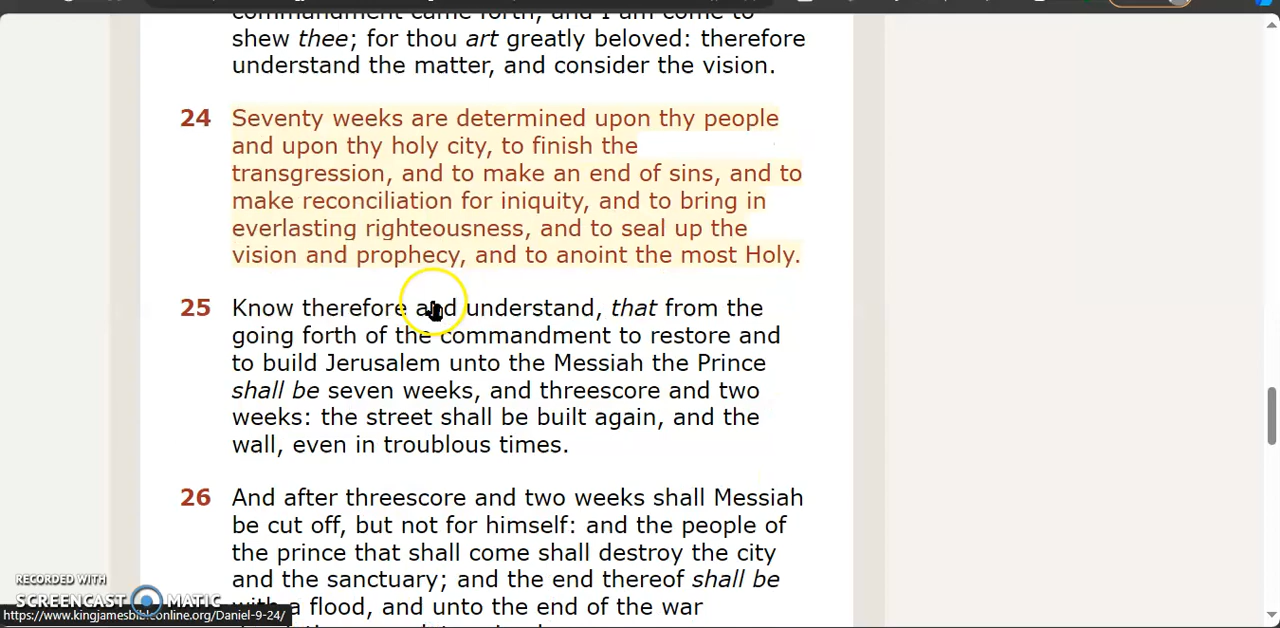 commandment came forth, and I am come to
shew thee; for thou art greatly beloved: therefore
understand the matter, and consider the vision.
24 Seventy weeks are determined upon thy people
and upon thy holy city, to finish the
transgression, and to make an end of sins, and to
make reconciliation for iniquity, and to bring in
everlasting righteousness, and to seal up the
vision and prophecy, and to anoint the most Holy.
25 Know therefore and understand, that from the
going forth of the commandment to restore and
to build Jerusalem unto the Messiah the Prince
shall be seven weeks, and threescore and two
weeks: the street shall be built again, and the
wall, even in troublous times.
26 And after threescore and two weeks shall Messiah
be cut off, but not for himself: and the people of
the prince that shall come shall destroy the city
and the sanctuary; and the end thereof shall be
with a flood, and unto the end of the war
RECORDED WITH
SCREENCAST MATIC
https://www.kingjamesbibleonline.org/Daniel-9-24/